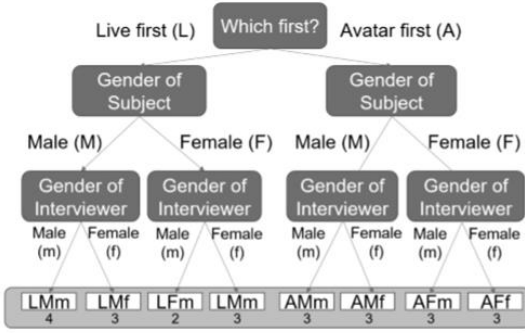 Which first?
Live first (L)
Avatar first (A)
Gender of
Subject
Gender of
Subject
Male (M)
Female (F)
Male (M)
Female (F)
Gender of
Interviewer
Gender of
Interviewer
Gender of
Interviewer
Gender of
Interviewer
Male
(m)
Female
(f)
Male
(m)
Female
(f)
Male
(m)
Female
(f)
Male
(m)
Female
(f)
LMm LMf LFm LMm AMm AMf AFm AFf
4 3 2 3 3 3 3 3